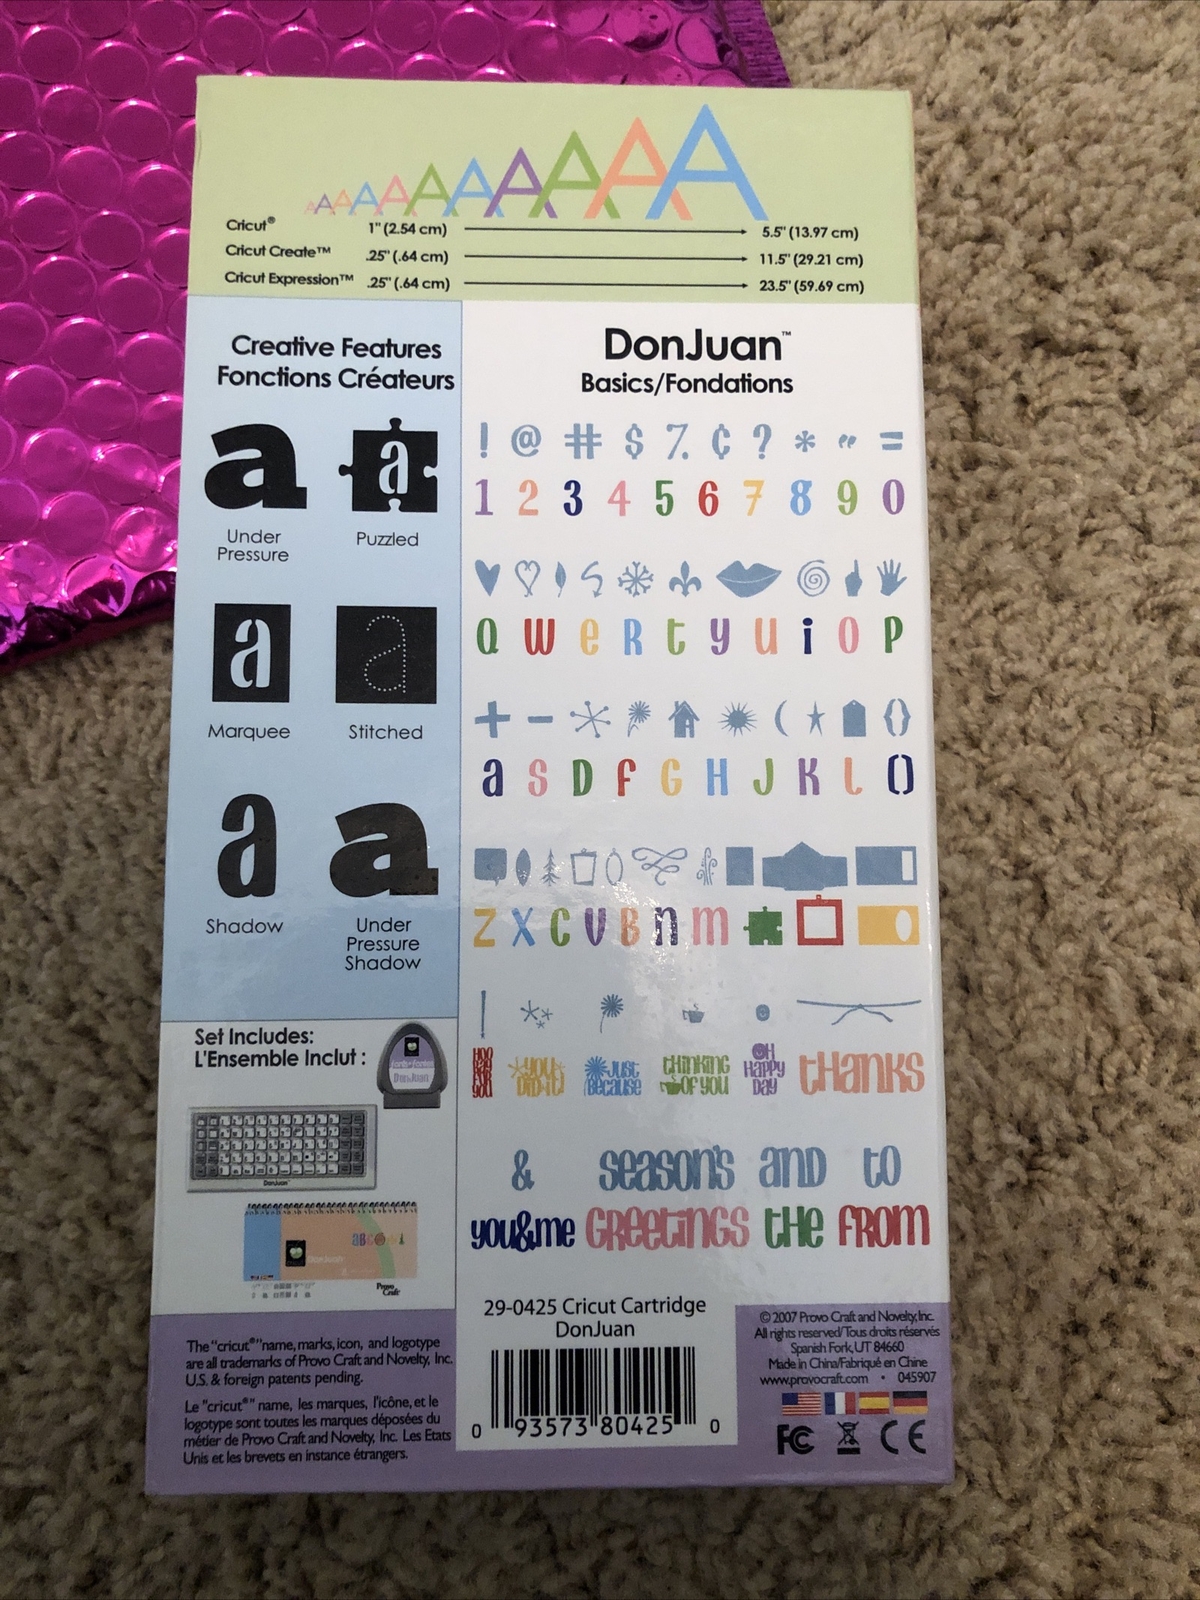 Cricut® 1" (2.54 cm) 5.5" (13.97 cm)
Cricut Create™ .25" (.64 cm) 11.5" (29.21 cm)
Cricut Expression™ .25" (.64 cm) 23.5" (59.69 cm)
Creative Features
Fonctions Créateurs
a a
Under
Pressure
Puzzled
a a
Marquee
Stitched
a a
Shadow
Under
Pressure
Shadow
Set Includes:
L'Ensemble Inclut :
DonJuan
DonJuan
Provo
Craft
The "cricut®" name, marks, icon, and logotype
are all trademarks of Provo Craft and Novelty, Inc.
U.S. & foreign patents pending.
Le "cricut®" name, les marques, l'icône, et le
logotype sont toutes les marques déposées du
métier de Provo Craft and Novelty, Inc. Les Etats
Unis et les brevets en instance étrangers.
DonJuan™
Basics/Fondations
! @ # $ % ¢ ? * " =
1 2 3 4 5 6 7 8 9 0
Q W e R t y U i O P
+ - ( {}
a S D F G H J K l ()
Z X C V B n m
HOO
RAY
FOR
YOU
YOU
DID it!
JUST
BECAUSE
tHiNKiNG
OF YOU
OH
HAPPY
DAY
tHanKS
& SeaSOn'S anD tO
you&me GReetinGS tHe FROM
29-0425 Cricut Cartridge
DonJuan
0 93573 80425 0
© 2007 Provo Craft and Novelty, Inc.
All rights reserved/Tous droits réservés
Spanish Fork, UT 84660
Made in China/Fabriqué en Chine
www.provocraft.com • 045907
FC CE